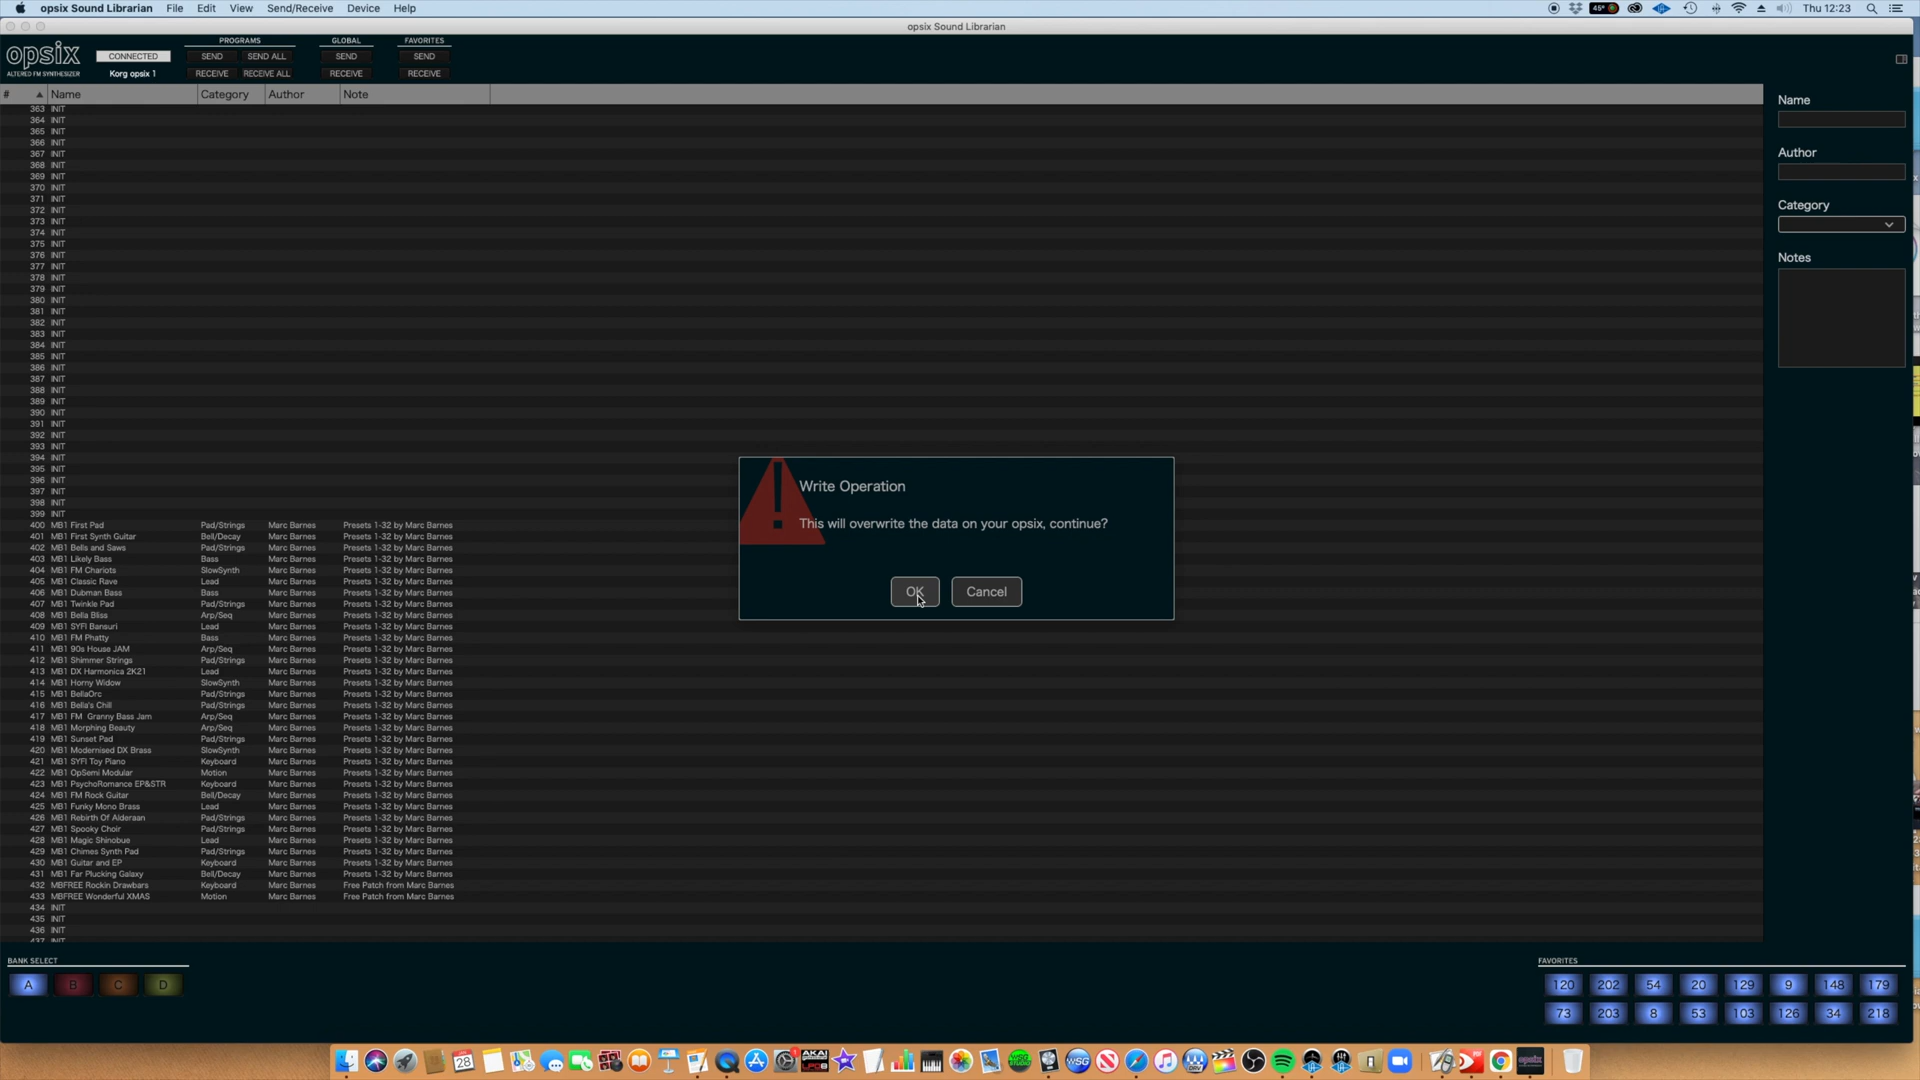 opsix Sound Librarian File Edit View Send/Receive Device Help 45° Thu 12:23
opsix Sound Librarian
opsix
ALTERED FM SYNTHESIZER
CONNECTED
Korg opsix 1
PROGRAMS
SEND SEND ALL
RECEIVE RECEIVE ALL
GLOBAL
SEND
RECEIVE
FAVORITES
SEND
RECEIVE
# Name Category Author Note
363 INIT
364 INIT
365 INIT
366 INIT
367 INIT
368 INIT
369 INIT
370 INIT
371 INIT
372 INIT
373 INIT
374 INIT
375 INIT
376 INIT
377 INIT
378 INIT
379 INIT
380 INIT
381 INIT
382 INIT
383 INIT
384 INIT
385 INIT
386 INIT
387 INIT
388 INIT
389 INIT
390 INIT
391 INIT
392 INIT
393 INIT
394 INIT
395 INIT
396 INIT
397 INIT
398 INIT
399 INIT
400 MB1 First Pad Pad/Strings Marc Barnes Presets 1-32 by Marc Barnes
401 MB1 First Synth Guitar Bell/Decay Marc Barnes Presets 1-32 by Marc Barnes
402 MB1 Bells and Saws Pad/Strings Marc Barnes Presets 1-32 by Marc Barnes
403 MB1 Likely Bass Bass Marc Barnes Presets 1-32 by Marc Barnes
404 MB1 FM Chariots SlowSynth Marc Barnes Presets 1-32 by Marc Barnes
405 MB1 Classic Rave Lead Marc Barnes Presets 1-32 by Marc Barnes
406 MB1 Dubman Bass Bass Marc Barnes Presets 1-32 by Marc Barnes
407 MB1 Twinkle Pad Pad/Strings Marc Barnes Presets 1-32 by Marc Barnes
408 MB1 Bella Bliss Arp/Seq Marc Barnes Presets 1-32 by Marc Barnes
409 MB1 SYFI Bansuri Lead Marc Barnes Presets 1-32 by Marc Barnes
410 MB1 FM Phatty Bass Marc Barnes Presets 1-32 by Marc Barnes
411 MB1 90s House JAM Arp/Seq Marc Barnes Presets 1-32 by Marc Barnes
412 MB1 Shimmer Strings Pad/Strings Marc Barnes Presets 1-32 by Marc Barnes
413 MB1 DX Harmonica 2K21 Lead Marc Barnes Presets 1-32 by Marc Barnes
414 MB1 Horny Widow SlowSynth Marc Barnes Presets 1-32 by Marc Barnes
415 MB1 BellaOrc Pad/Strings Marc Barnes Presets 1-32 by Marc Barnes
416 MB1 Bella's Chill Pad/Strings Marc Barnes Presets 1-32 by Marc Barnes
417 MB1 FM Granny Bass Jam Arp/Seq Marc Barnes Presets 1-32 by Marc Barnes
418 MB1 Morphing Beauty Arp/Seq Marc Barnes Presets 1-32 by Marc Barnes
419 MB1 Sunset Pad Pad/Strings Marc Barnes Presets 1-32 by Marc Barnes
420 MB1 Modernised DX Brass SlowSynth Marc Barnes Presets 1-32 by Marc Barnes
421 MB1 SYFI Toy Piano Keyboard Marc Barnes Presets 1-32 by Marc Barnes
422 MB1 OpSemi Modular Motion Marc Barnes Presets 1-32 by Marc Barnes
423 MB1 PsychoRomance EP&STR Keyboard Marc Barnes Presets 1-32 by Marc Barnes
424 MB1 FM Rock Guitar Bell/Decay Marc Barnes Presets 1-32 by Marc Barnes
425 MB1 Funky Mono Brass Lead Marc Barnes Presets 1-32 by Marc Barnes
426 MB1 Rebirth Of Alderaan Pad/Strings Marc Barnes Presets 1-32 by Marc Barnes
427 MB1 Spooky Choir Pad/Strings Marc Barnes Presets 1-32 by Marc Barnes
428 MB1 Magic Shinobue Lead Marc Barnes Presets 1-32 by Marc Barnes
429 MB1 Chimes Synth Pad Pad/Strings Marc Barnes Presets 1-32 by Marc Barnes
430 MB1 Guitar and EP Keyboard Marc Barnes Presets 1-32 by Marc Barnes
431 MB1 Far Plucking Galaxy Bell/Decay Marc Barnes Presets 1-32 by Marc Barnes
432 MBFREE Rockin Drawbars Keyboard Marc Barnes Free Patch from Marc Barnes
433 MBFREE Wonderful XMAS Motion Marc Barnes Free Patch from Marc Barnes
434 INIT
435 INIT
436 INIT
437 INIT
Write Operation
This will overwrite the data on your opsix, continue?
OK Cancel
Name
Author
Category
Notes
BANK SELECT
A B C D
FAVORITES
120 202 54 20 129 9 148 179
73 203 8 53 103 126 34 218
28
AKAI
WSG
opsix